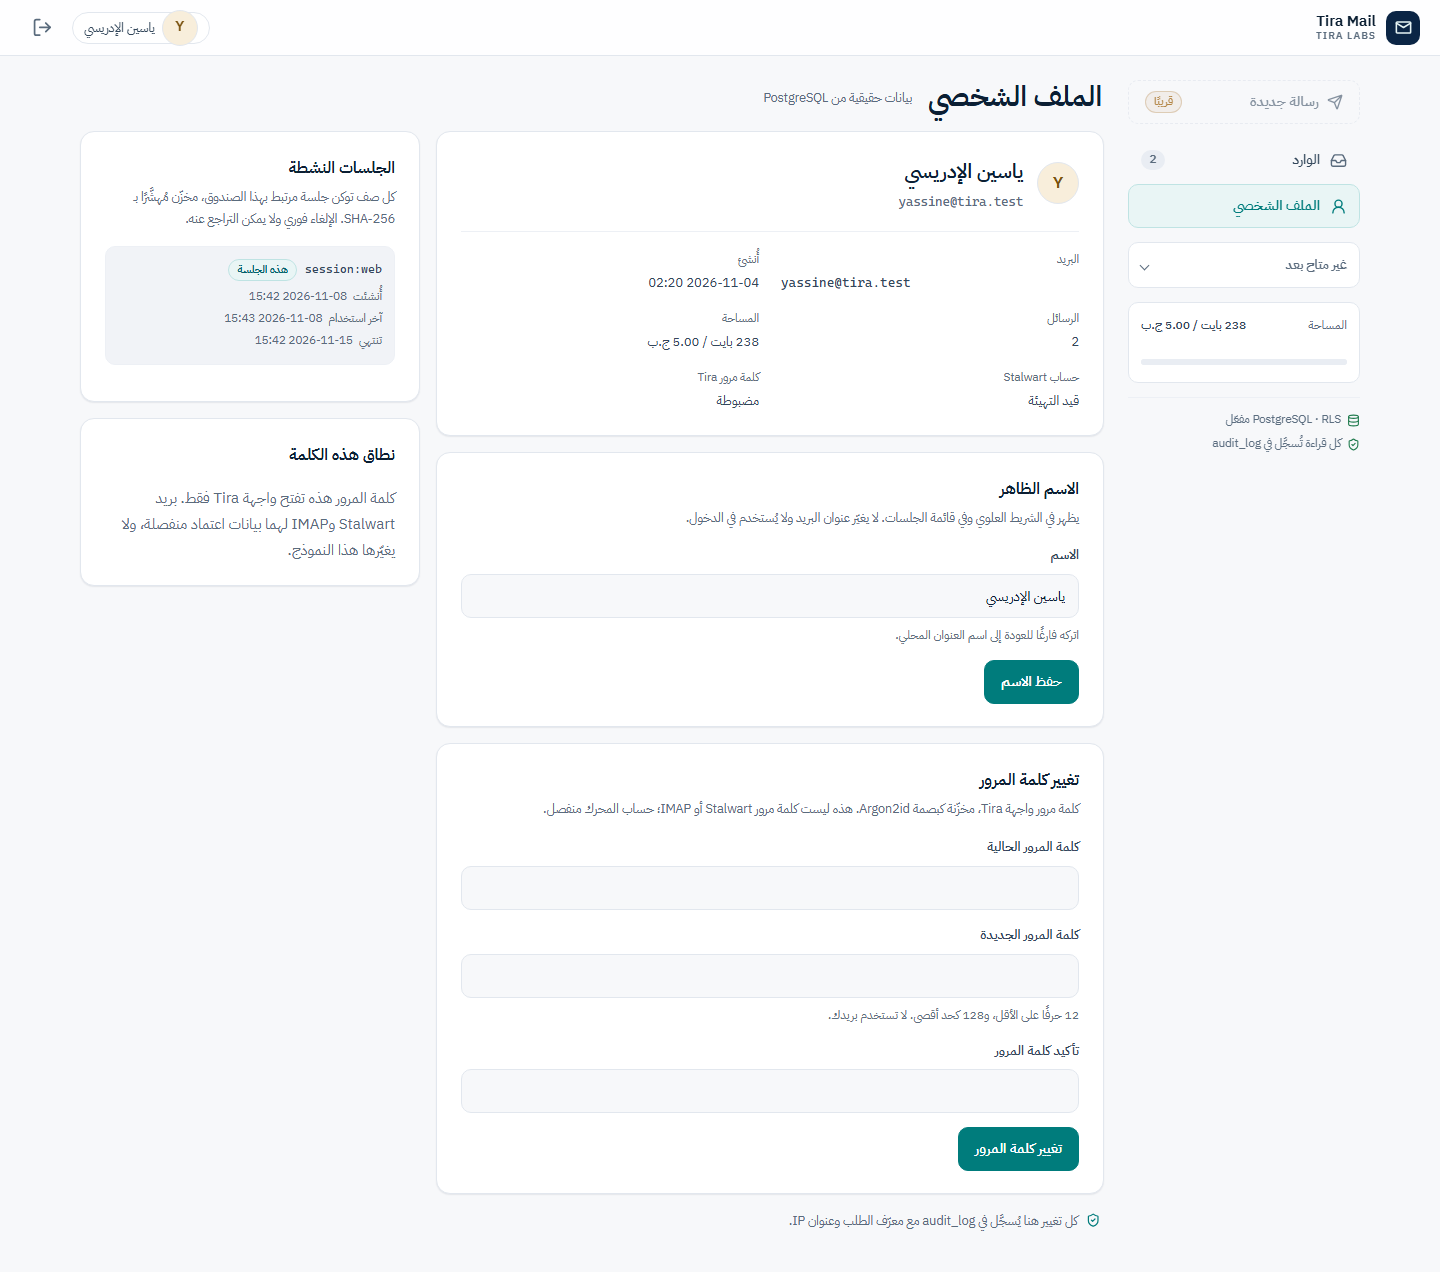 Tira Mail
TIRA LABS
Y
ياسين الإدريسي
رسالة جديدة
قريبًا
الوارد
2
الملف الشخصي
غير متاح بعد
المساحة
238 بايت / 5.00 ج.ب
PostgreSQL · RLS مفعّل
كل قراءة تُسجَّل في audit_log
الملف الشخصي
بيانات حقيقية من PostgreSQL
Y
ياسين الإدريسي
yassine@tira.test
البريد
yassine@tira.test
أُنشئ
2026-11-04 02:20
الرسائل
2
المساحة
238 بايت / 5.00 ج.ب
حساب Stalwart
قيد التهيئة
كلمة مرور Tira
مضبوطة
الاسم الظاهر
يظهر في الشريط العلوي وفي قائمة الجلسات. لا يغيّر عنوان البريد ولا يُستخدم في الدخول.
الاسم
ياسين الإدريسي
اتركه فارغًا للعودة إلى اسم العنوان المحلي.
حفظ الاسم
تغيير كلمة المرور
كلمة مرور واجهة Tira، مخزّنة كبصمة Argon2id. هذه ليست كلمة مرور Stalwart أو IMAP؛ حساب المحرك منفصل.
كلمة المرور الحالية
كلمة المرور الجديدة
12 حرفًا على الأقل، و128 كحد أقصى. لا تستخدم بريدك.
تأكيد كلمة المرور
تغيير كلمة المرور
كل تغيير هنا يُسجَّل في audit_log مع معرّف الطلب وعنوان IP.
الجلسات النشطة
كل صف توكن جلسة مرتبط بهذا الصندوق، مخزّن مُهشَّرًا بـ
SHA-256. الإلغاء فوري ولا يمكن التراجع عنه.
session:web
هذه الجلسة
أُنشئت 2026-11-08 15:42
آخر استخدام 2026-11-08 15:43
تنتهي 2026-11-15 15:42
نطاق هذه الكلمة
كلمة المرور هذه تفتح واجهة Tira فقط. بريد
Stalwart وIMAP لهما بيانات اعتماد منفصلة، ولا
يغيّرها هذا النموذج.